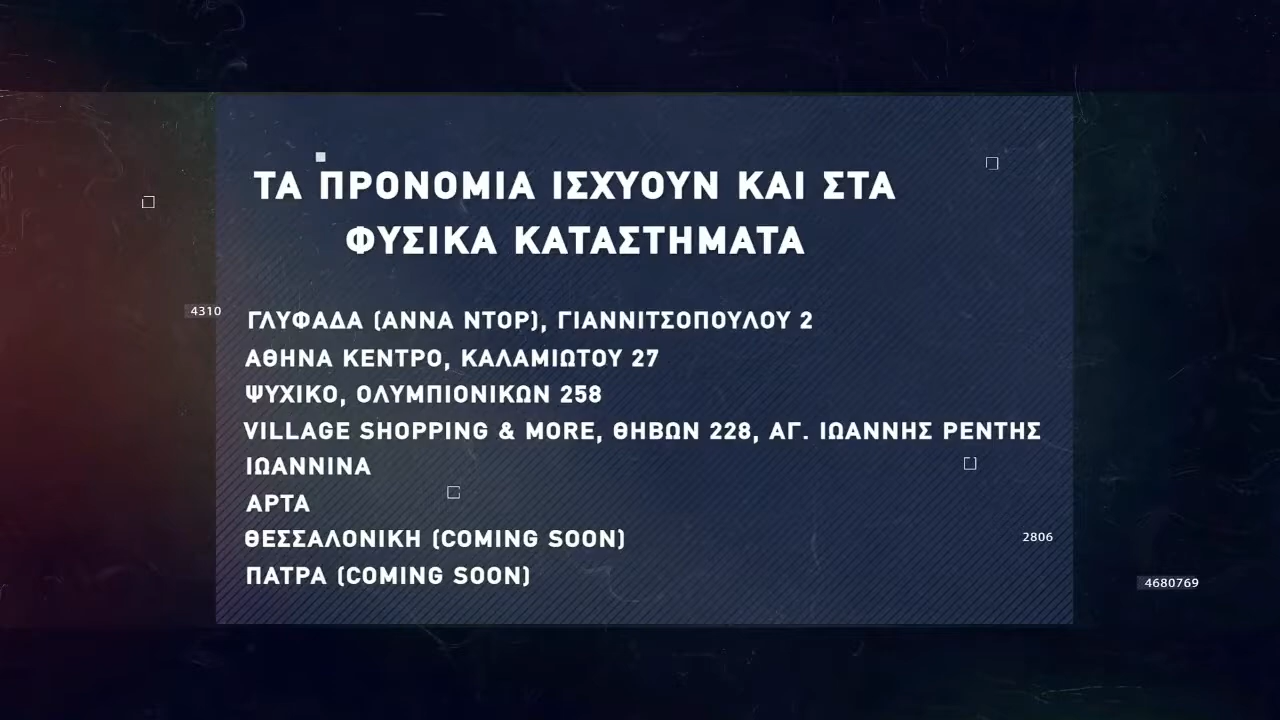 ΤΑ ΠΡΟΝΟΜΙΑ ΙΣΧΥΟΥΝ ΚΑΙ ΣΤΑ
ΦΥΣΙΚΑ ΚΑΤΑΣΤΗΜΑΤΑ
4310
ΓΛΥΦΑΔΑ (ΑΝΝΑ ΝΤΟΡ), ΓΙΑΝΝΙΤΣΟΠΟΥΛΟΥ 2
ΑΘΗΝΑ ΚΕΝΤΡΟ, ΚΑΛΑΜΙΩΤΟΥ 27
ΨΥΧΙΚΟ, ΟΛΥΜΠΙΟΝΙΚΩΝ 258
VILLAGE SHOPPING & MORE, ΘΗΒΩΝ 228, ΑΓ. ΙΩΑΝΝΗΣ ΡΕΝΤΗΣ
ΙΩΑΝΝΙΝΑ
ΑΡΤΑ
ΘΕΣΣΑΛΟΝΙΚΗ (COMING SOON)
2806
ΠΑΤΡΑ (COMING SOON)
4680769